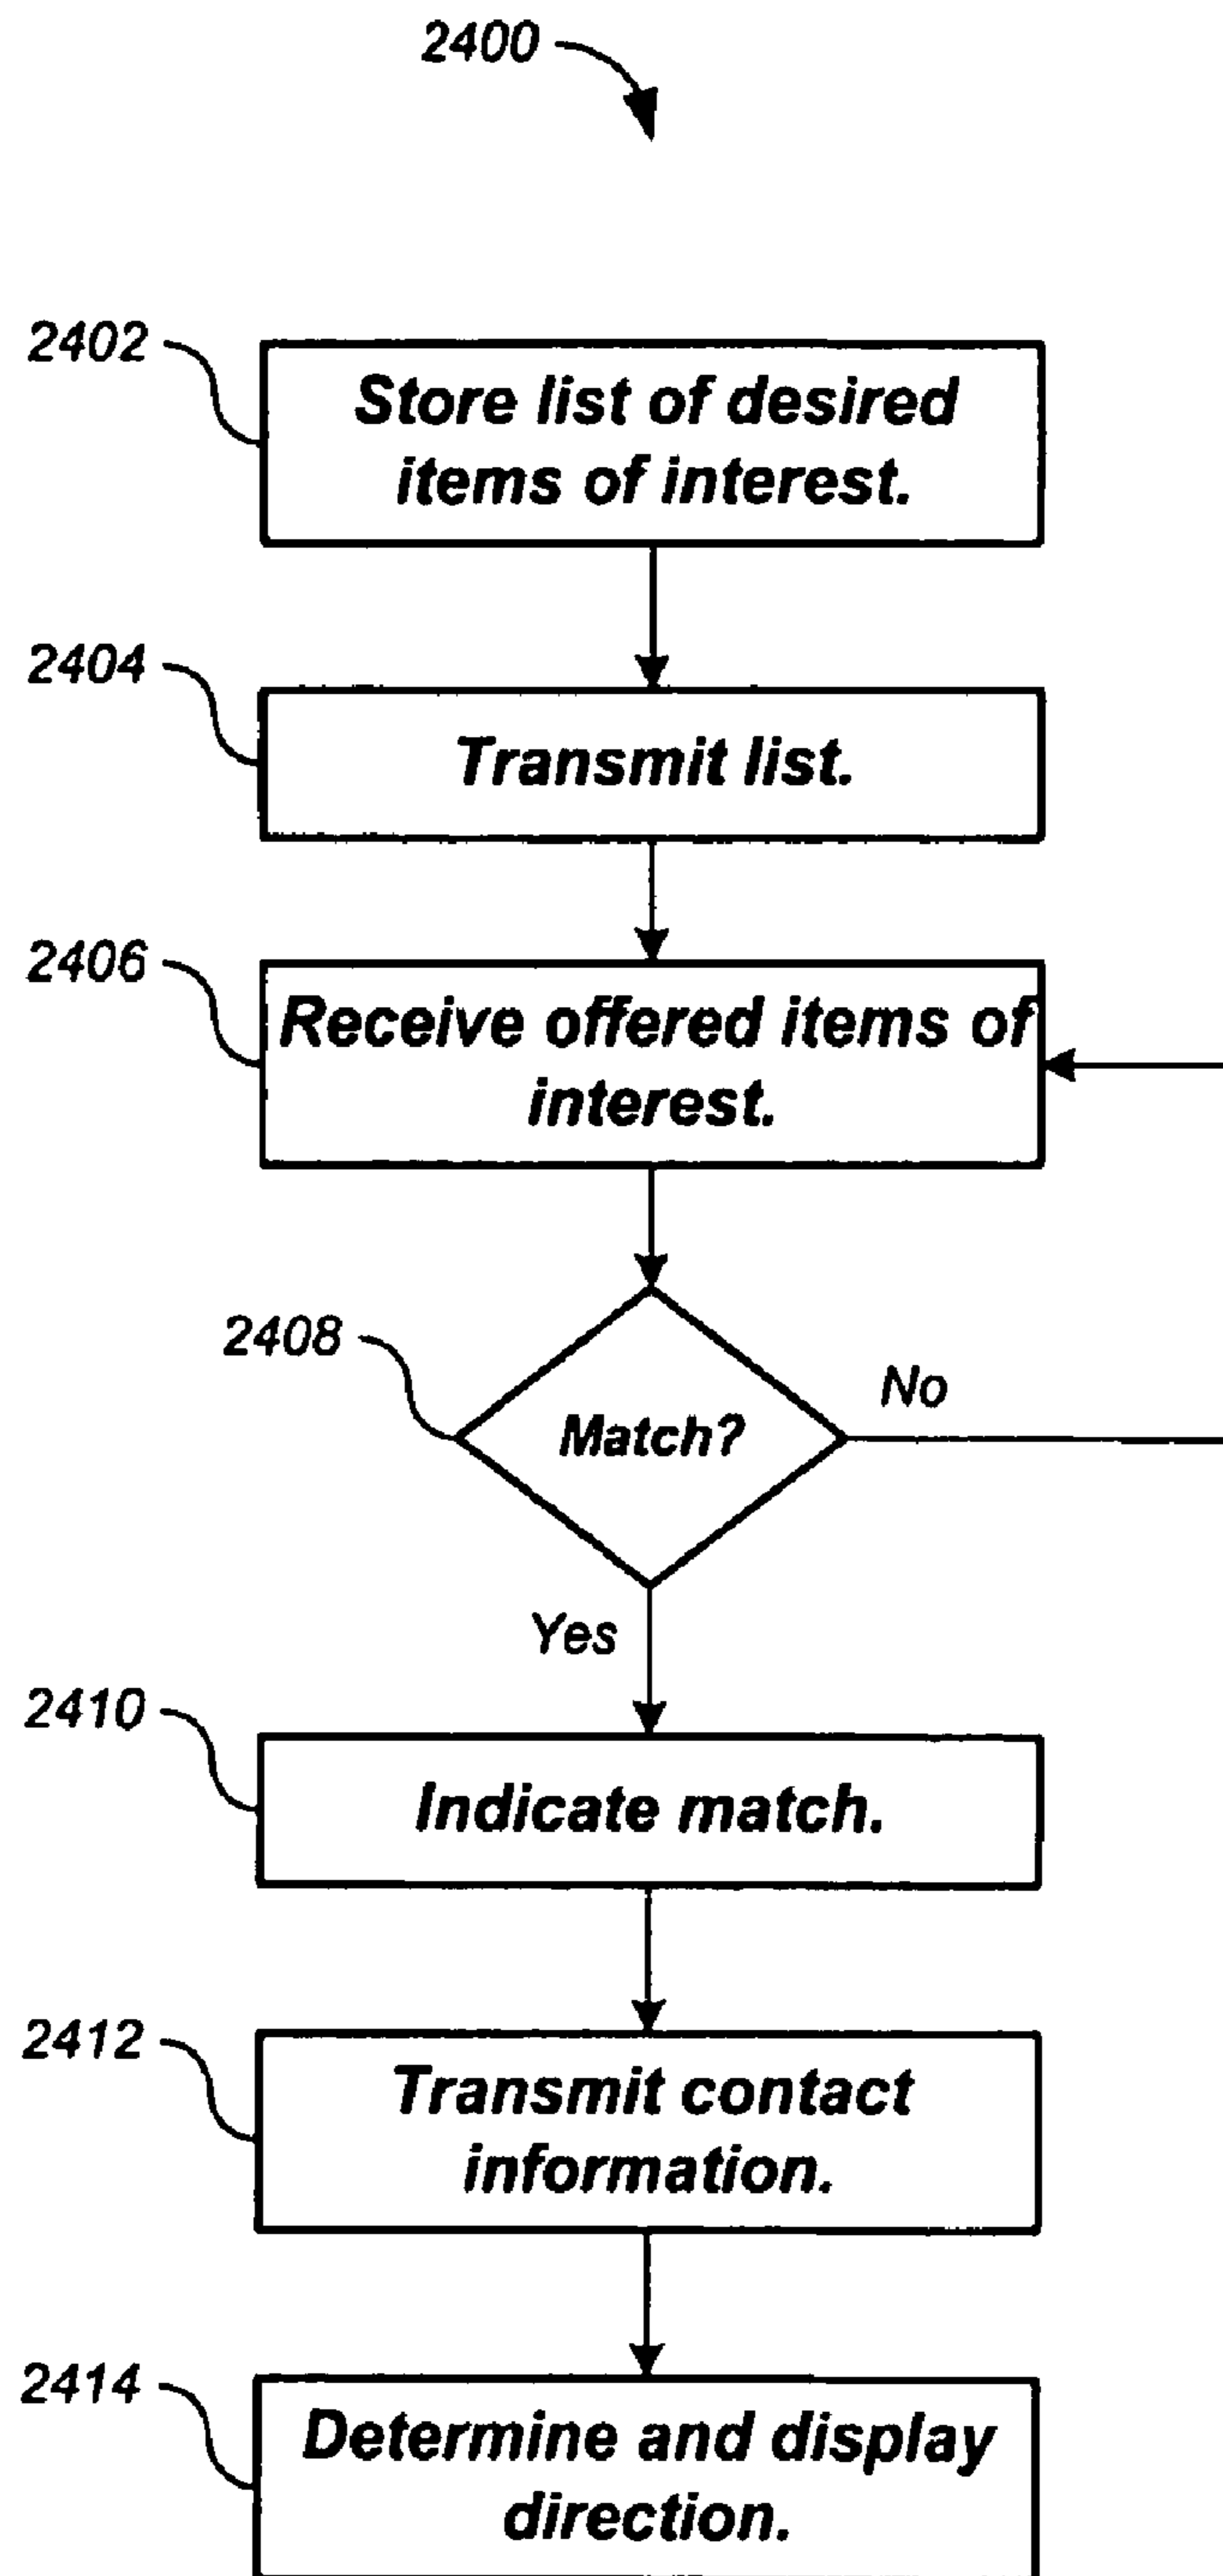 2400
2402
Store list of desired
items of interest.
2404
Transmit list.
2406
Receive offered items of
interest.
2408
Match?
No
Yes
2410
Indicate match.
2412
Transmit contact
information.
2414
Determine and display
direction.